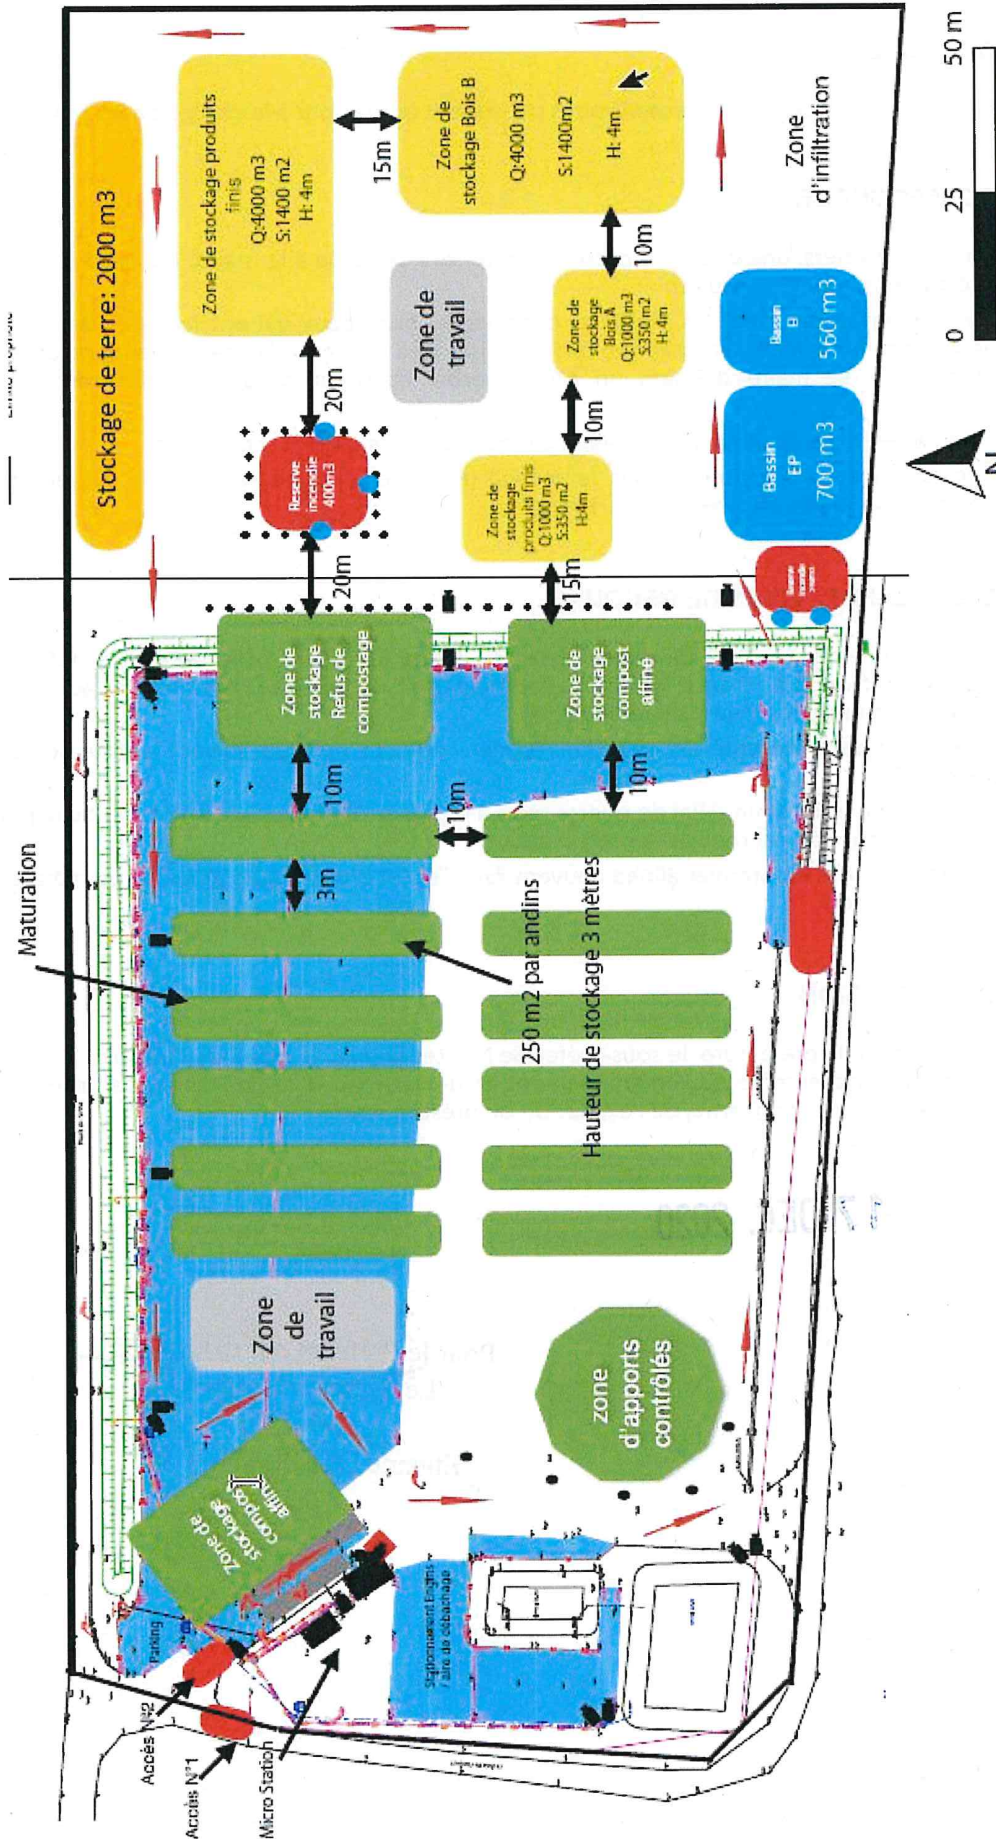 Stockage de terre: 2000 m3
Zone de stockage produits
finis
Q:4000 m3
S:1400 m2
H: 4m
15m
Zone de
stockage Bois B
Q:4000 m3
S:1400m2
H: 4m
Zone
d'infiltration
20m
Reserve
incendie
400m3
20m
Zone de
travail
10m
Zone de
stockage
Bois A
Q:1000 m3
S:350 m2
H: 4m
10m
Zone de
stockage
produits finis
Q:1000 m3
S:350 m2
H:4m
15m
Bassin
B
560 m3
Bassin
EP
700 m3
Reserve
incendie
0
25
50 m
N
Zone de
stockage
Refus de
compostage
Zone de
stockage
compost
affiné
10m
10m
10m
3m
Maturation
250 m2 par andins
Hauteur de stockage 3 mètres
Zone
de
travail
zone
d'apports
contrôlés
Zone de
stockage
compost
affiné
Parking
Stationnement Engins
/ aire de débachage
Accès N°2
Accès N°1
Micro Station
17 DEC. 2020